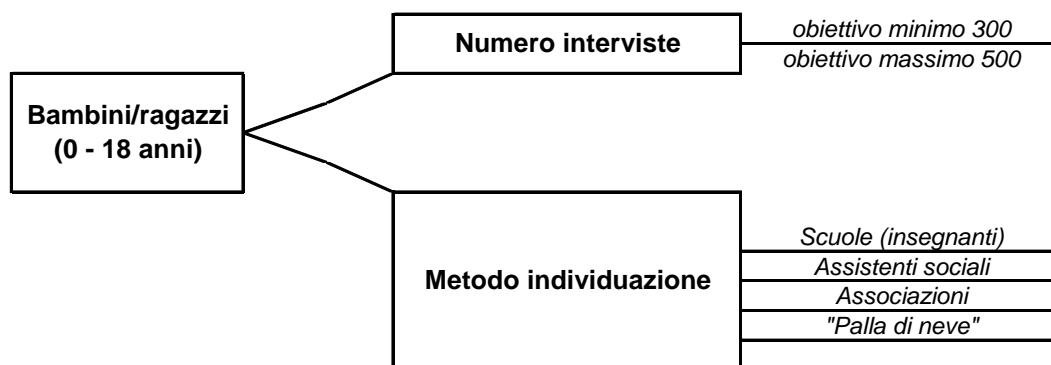 Numero interviste
obiettivo minimo 300
obiettivo massimo 500
Bambini/ragazzi
(0 - 18 anni)
Metodo individuazione
Scuole (insegnanti)
Assistenti sociali
Associazioni
"Palla di neve"